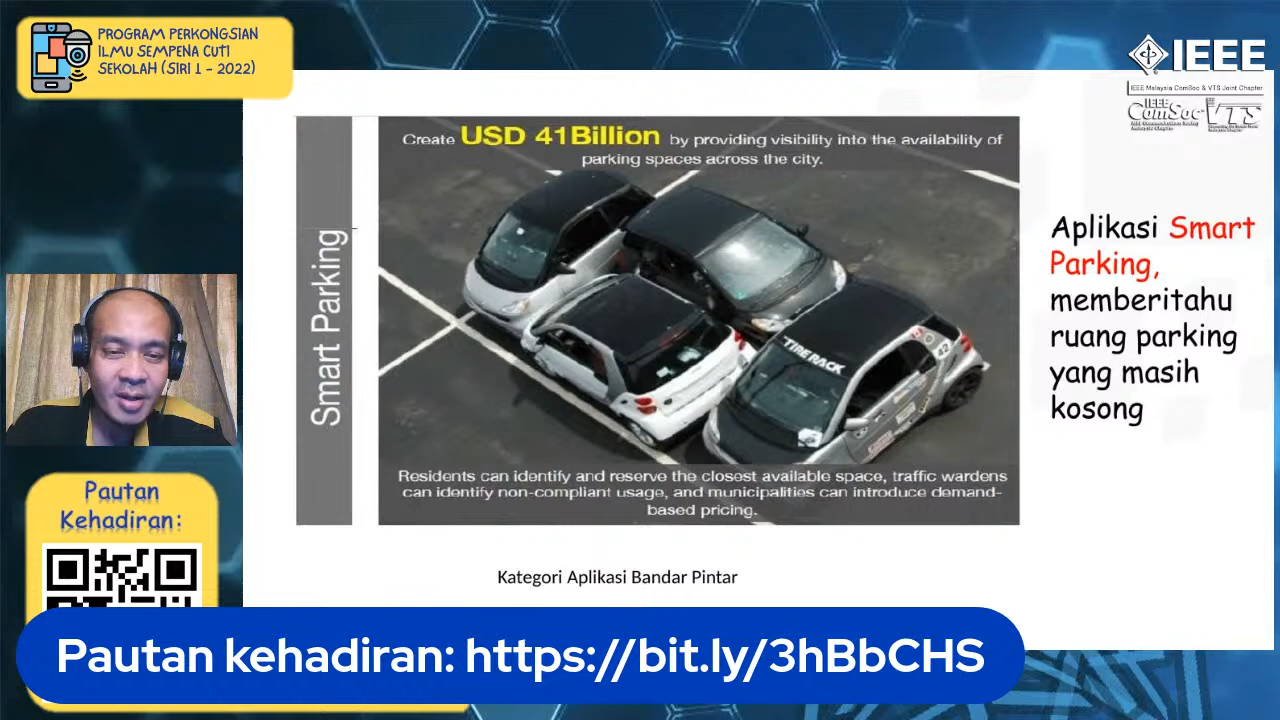 PROGRAM PERKONGSIAN
ILMU SEMPENA CUTI
SEKOLAH (SIRI 1 - 2022)
IEEE
IEEE Malaysia ComSoc & VTS Joint Chapter
IEEE
ComSoc
VTS
Create USD 41Billion by providing visibility into the availability of
parking spaces across the city.
Smart Parking
TIRE RACK
42
Residents can identify and reserve the closest available space, traffic wardens
can identify non-compliant usage, and municipalities can introduce demand-
based pricing.
Aplikasi Smart
Parking,
memberitahu
ruang parking
yang masih
kosong
Kategori Aplikasi Bandar Pintar
Pautan
Kehadiran:
Pautan kehadiran: https://bit.ly/3hBbCHS